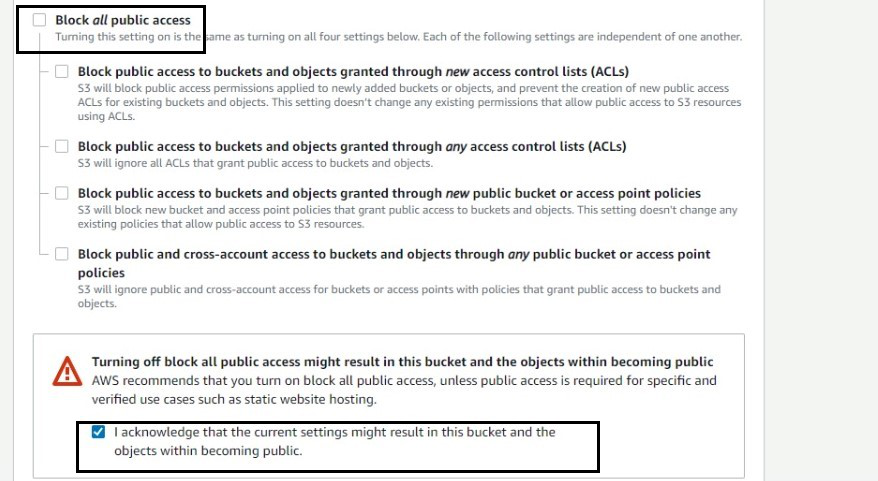 Block all public access
Turning this setting on is the same as turning on all four settings below. Each of the following settings are independent of one another.
Block public access to buckets and objects granted through new access control lists (ACLs)
S3 will block public access permissions applied to newly added buckets or objects, and prevent the creation of new public access
ACLs for existing buckets and objects. This setting doesn't change any existing permissions that allow public access to S3 resources
using ACLs.
Block public access to buckets and objects granted through any access control lists (ACLs)
S3 will ignore all ACLs that grant public access to buckets and objects.
Block public access to buckets and objects granted through new public bucket or access point policies
S3 will block new bucket and access point policies that grant public access to buckets and objects. This setting doesn't change any
existing policies that allow public access to S3 resources.
Block public and cross-account access to buckets and objects through any public bucket or access point
policies
S3 will ignore public and cross-account access for buckets or access points with policies that grant public access to buckets and
objects.
Turning off block all public access might result in this bucket and the objects within becoming public
AWS recommends that you turn on block all public access, unless public access is required for specific and
verified use cases such as static website hosting.
I acknowledge that the current settings might result in this bucket and the
objects within becoming public.